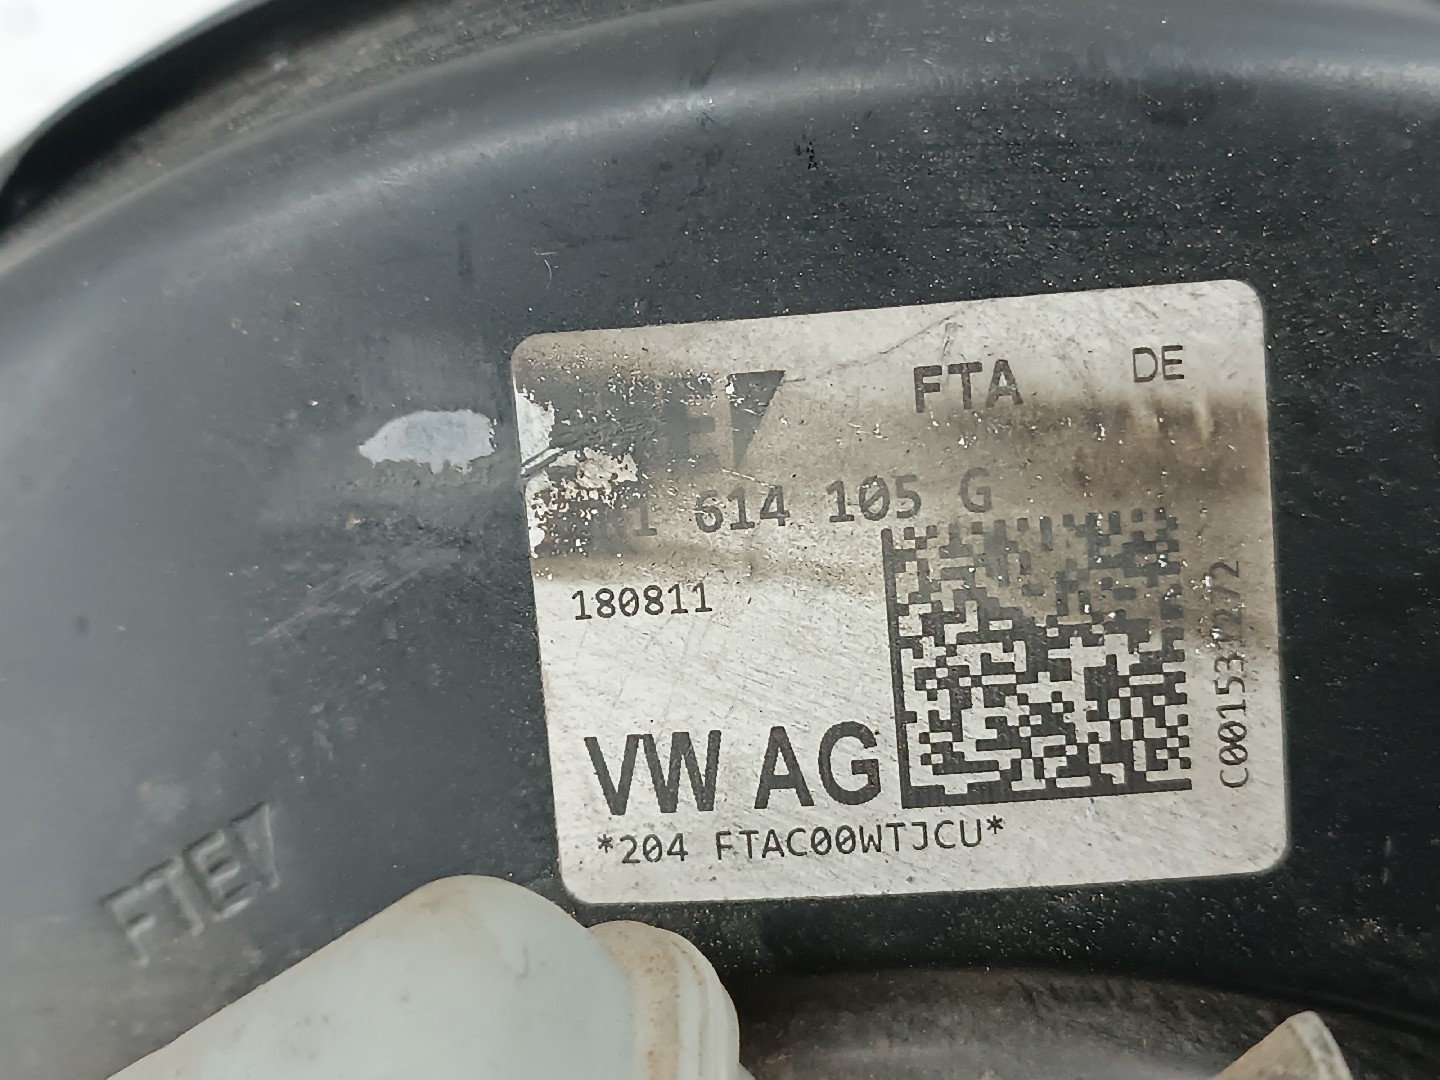 FTA DE
614 105 G
180811
VW AG
*204 FTAC00WTJCU*
FTE